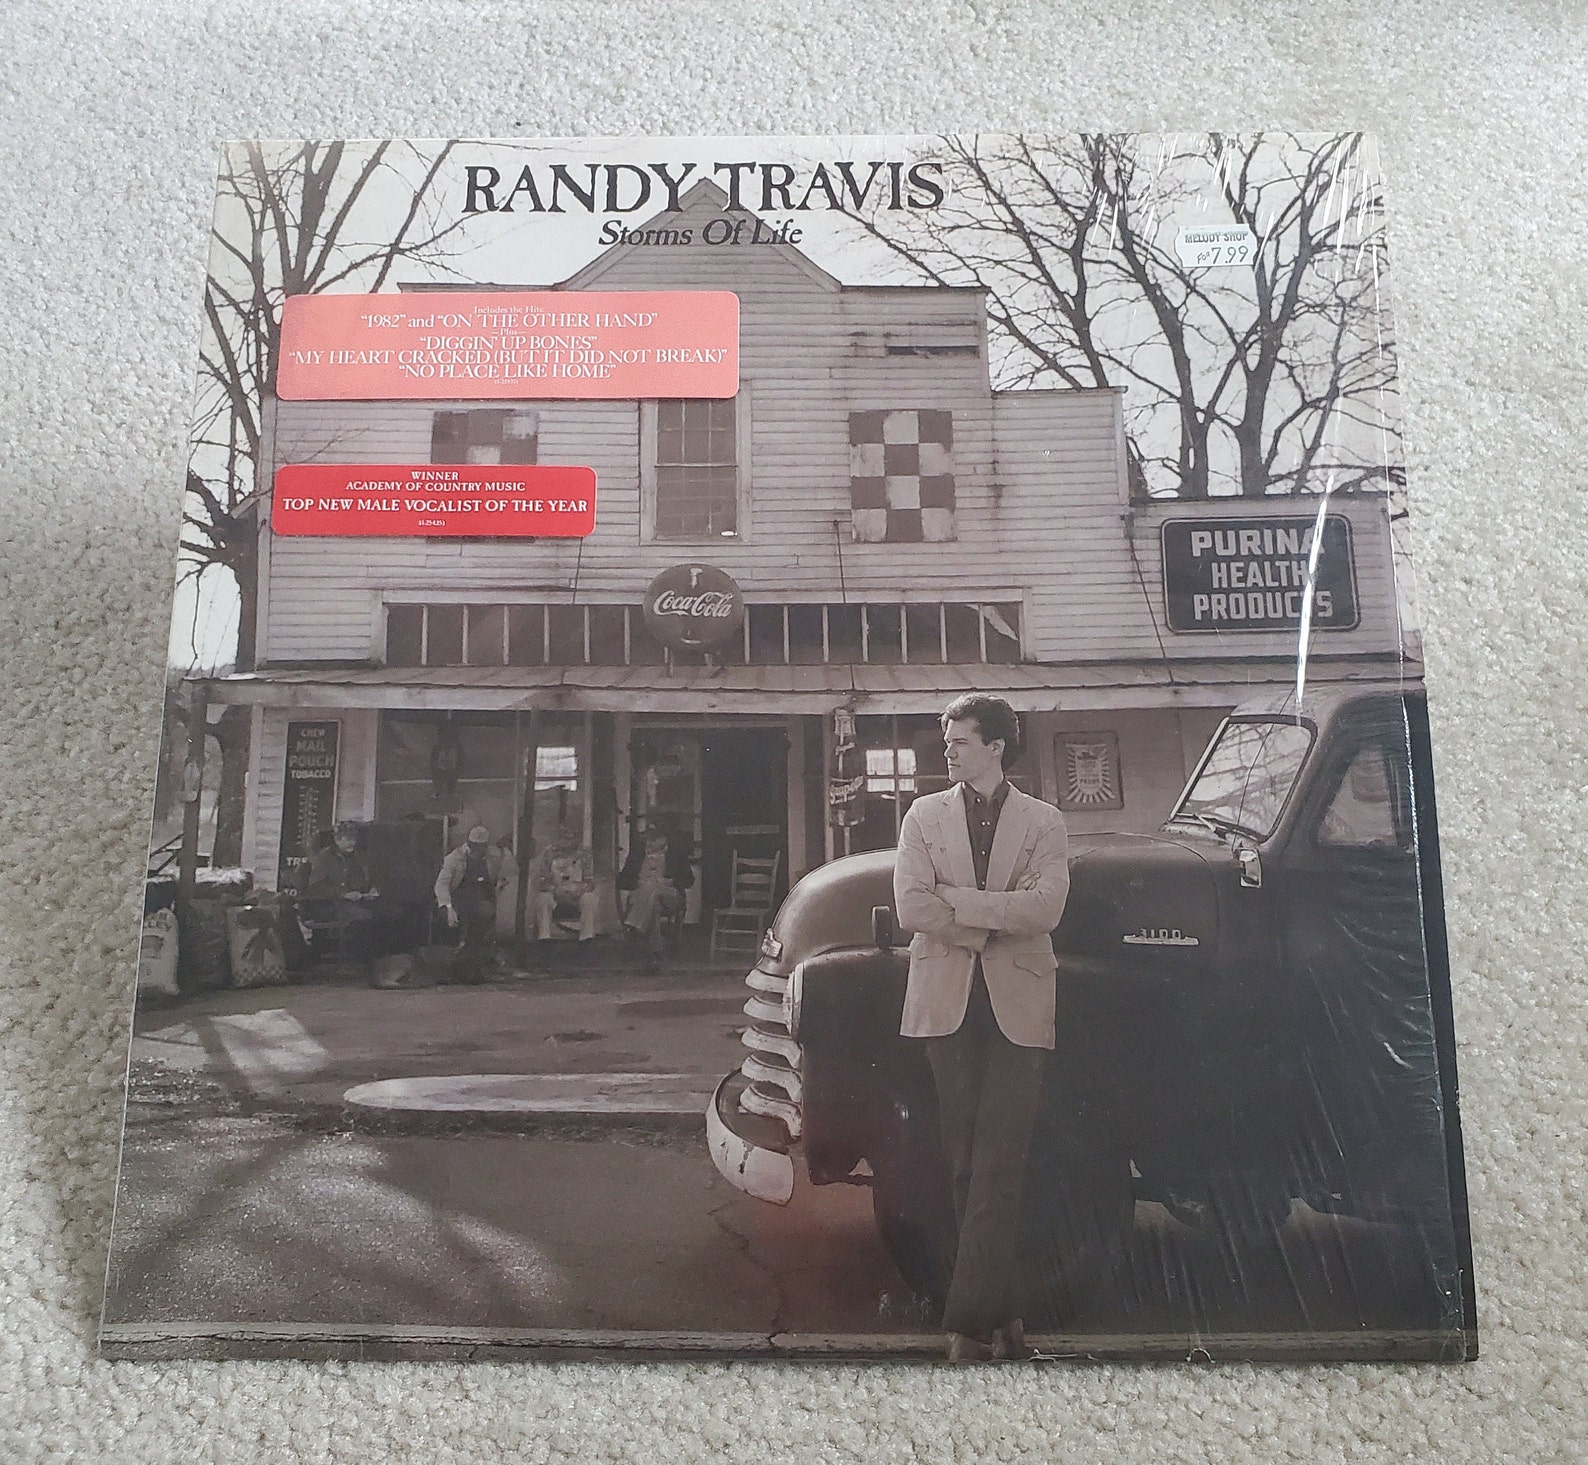 RANDY TRAVIS
Storms Of Life
MELODY SHOP
FOR 7.99
Includes the Hits
"1982" and "ON THE OTHER HAND"
—Plus—
"DIGGIN' UP BONES"
"MY HEART CRACKED (BUT IT DID NOT BREAK)"
"NO PLACE LIKE HOME"
WINNER
ACADEMY OF COUNTRY MUSIC
TOP NEW MALE VOCALIST OF THE YEAR
PURINA
HEALTH
PRODUCTS
Coca-Cola
CHEW
MAIL
POUCH
TOBACCO
3100